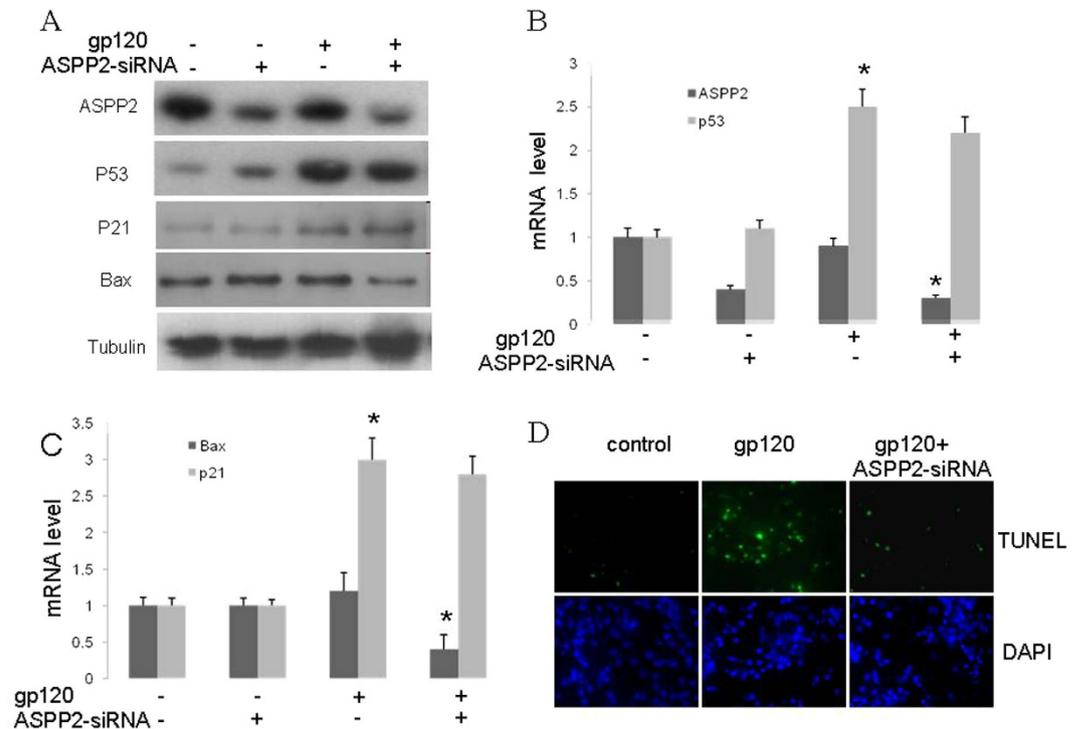 A
gp120 - - + +
ASPP2-siRNA - + - +
ASPP2
P53
P21
Bax
Tubulin
B
3
2.5
2
1.5
1
0.5
0
mRNA level
ASPP2
p53
*
*
gp120 - - + +
ASPP2-siRNA - + - +
C
3.5
3
2.5
2
1.5
1
0.5
0
mRNA level
Bax
p21
*
*
gp120 - - + +
ASPP2-siRNA - + - +
D
control gp120 gp120+
ASPP2-siRNA
TUNEL
DAPI